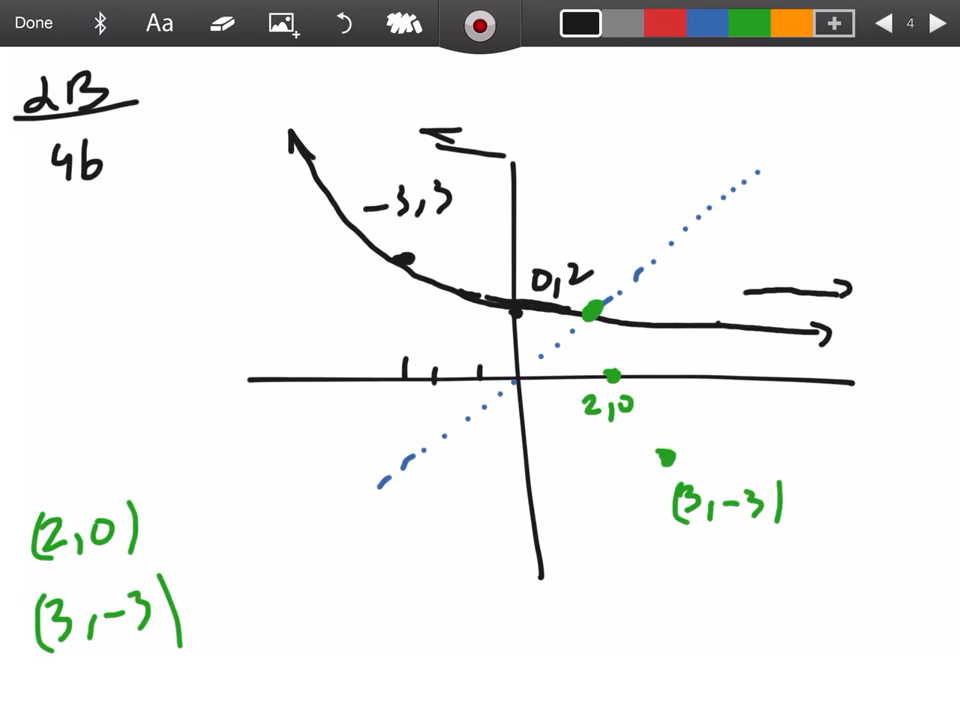 Done
Aa
4
2B
4b
-3,3
0,2
2,0
(3,-3)
(2,0)
(3,-3)